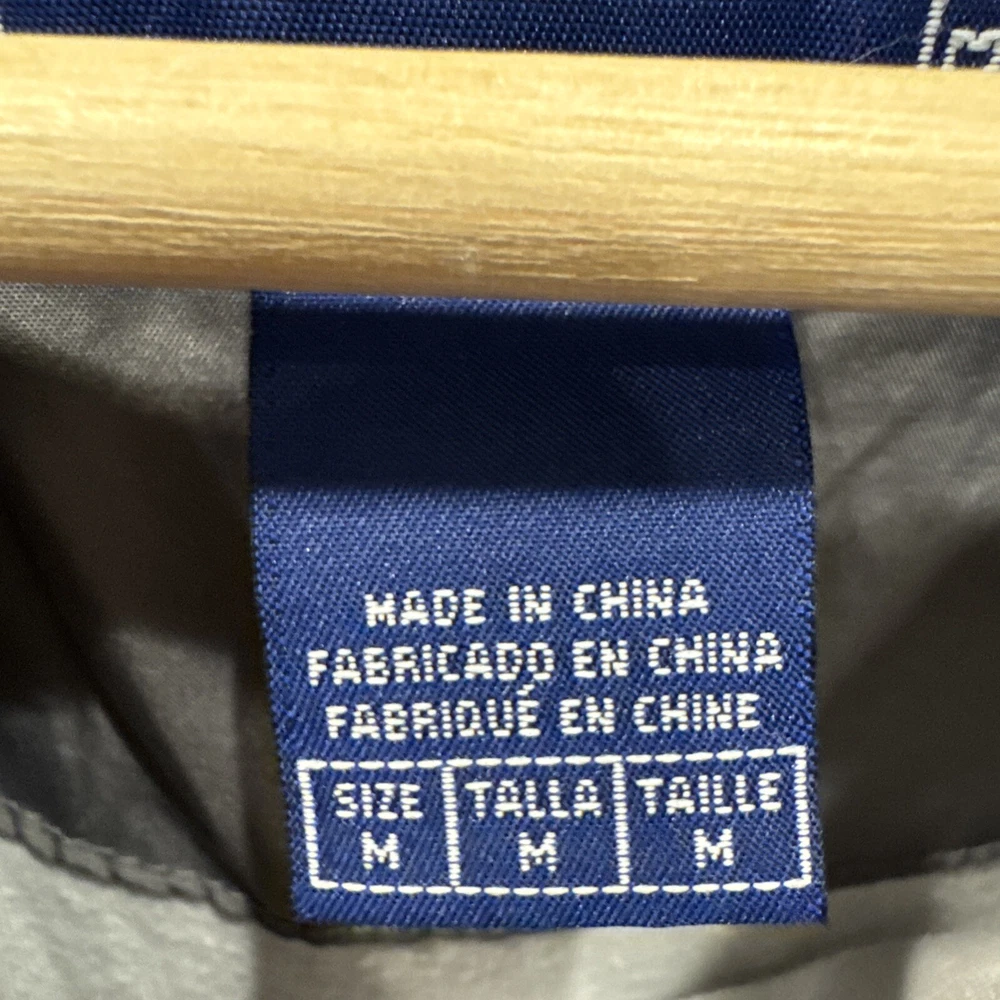 MADE IN CHINA
FABRICADO EN CHINA
FABRIQUÉ EN CHINE
SIZE TALLA TAILLE
M M M